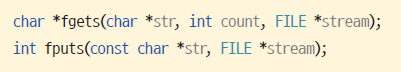 char *fgets(char *str, int count, FILE *stream);
int fputs(const char *str, FILE *stream);